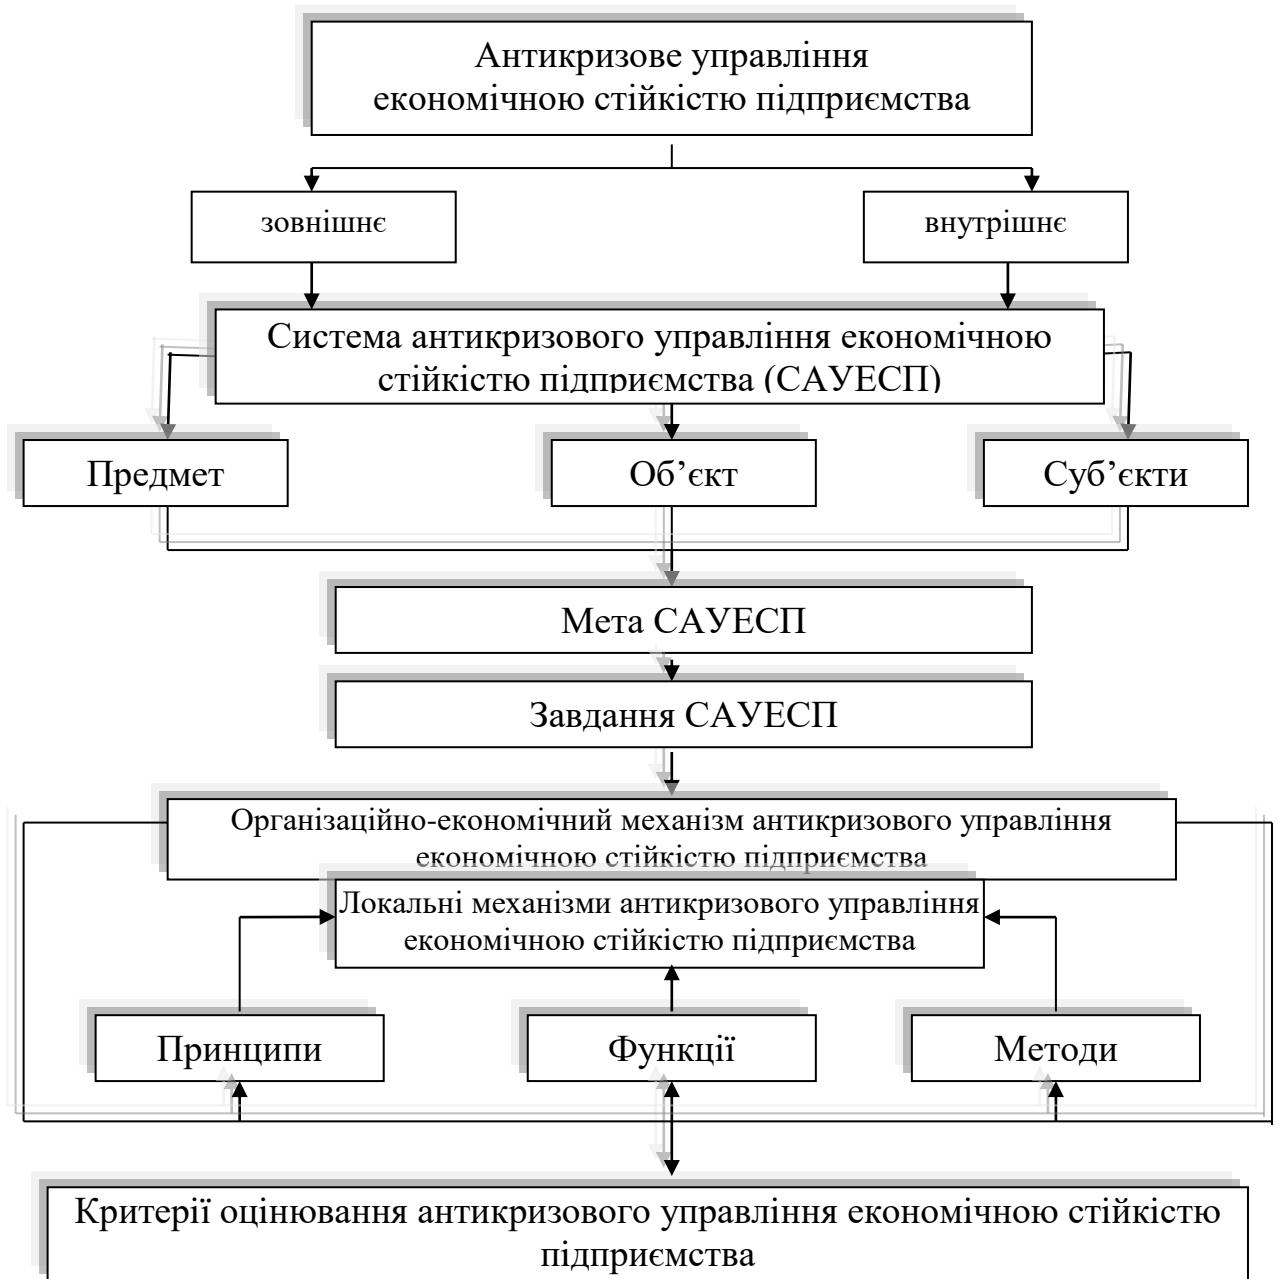 Антикризове управління
економічною стійкістю підприємства
зовнішнє
внутрішнє
Система антикризового управління економічною
стійкістю підприємства (САУЕСП)
Предмет
Об’єкт
Суб’єкти
Мета САУЕСП
Завдання САУЕСП
Організаційно-економічний механізм антикризового управління
економічною стійкістю підприємства
Локальні механізми антикризового управління
економічною стійкістю підприємства
Принципи
Функції
Методи
Критерії оцінювання антикризового управління економічною стійкістю
підприємства